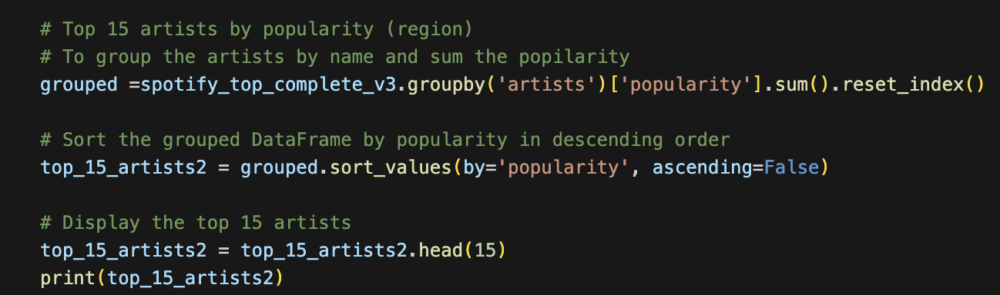 # Top 15 artists by popularity (region)
# To group the artists by name and sum the popilarity
grouped =spotify_top_complete_v3.groupby('artists')['popularity'].sum().reset_index()
# Sort the grouped DataFrame by popularity in descending order
top_15_artists2 = grouped.sort_values(by='popularity', ascending=False)
# Display the top 15 artists
top_15_artists2 = top_15_artists2.head(15)
print(top_15_artists2)